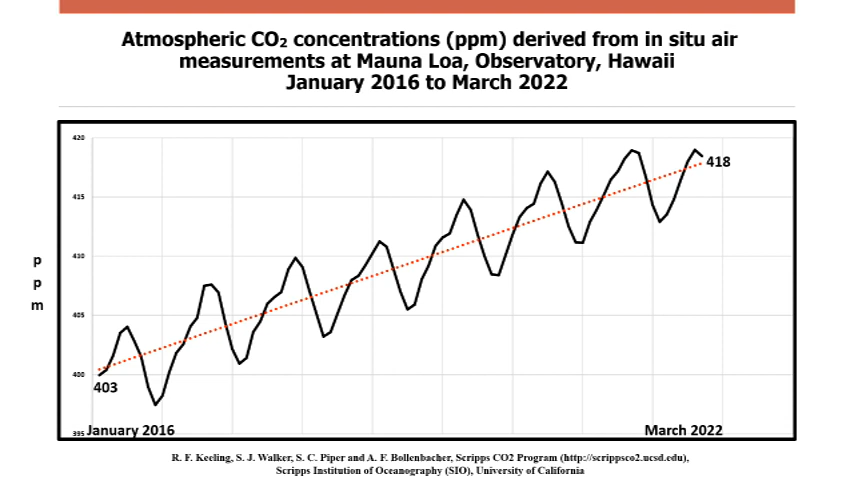 Atmospheric CO₂ concentrations (ppm) derived from in situ air
measurements at Mauna Loa, Observatory, Hawaii
January 2016 to March 2022
420
418
415
p
p
m
410
405
400
403
395
January 2016
March 2022
R. F. Keeling, S. J. Walker, S. C. Piper and A. F. Bollenbacher, Scripps CO2 Program (http://scrippsco2.ucsd.edu),
Scripps Institution of Oceanography (SIO), University of California